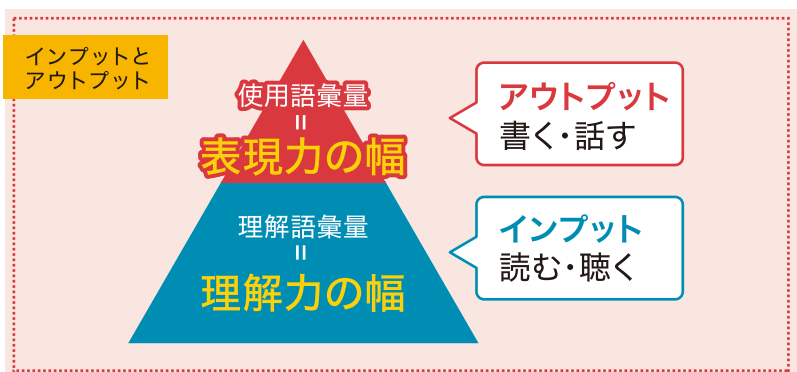 インプットと
アウトプット
使用語彙量
=
表現力の幅
アウトプット
書く・話す
理解語彙量
=
理解力の幅
インプット
読む・聴く